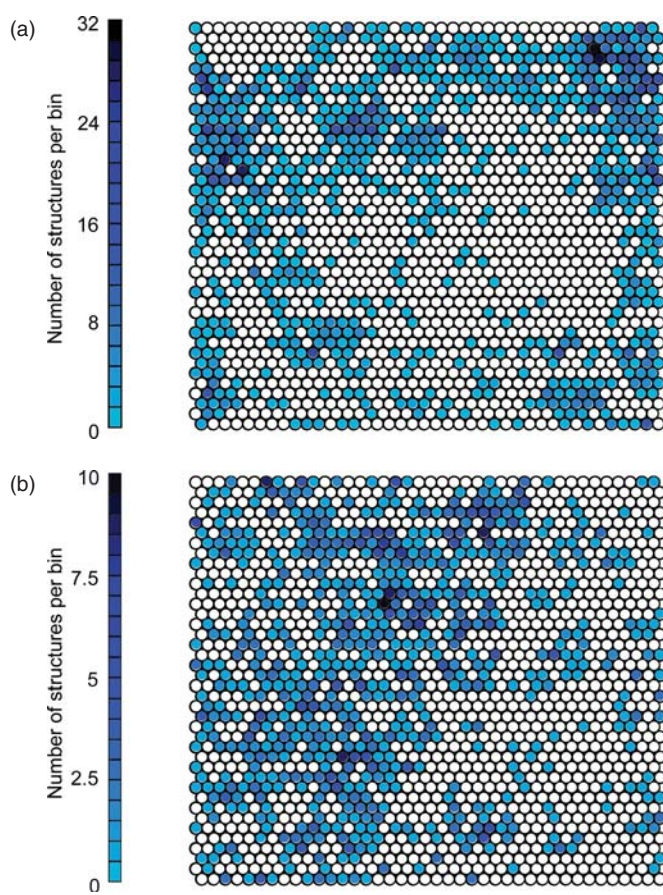 (a)
32
24
16
8
0
Number of structures per bin
(b)
10
7.5
5
2.5
0
Number of structures per bin